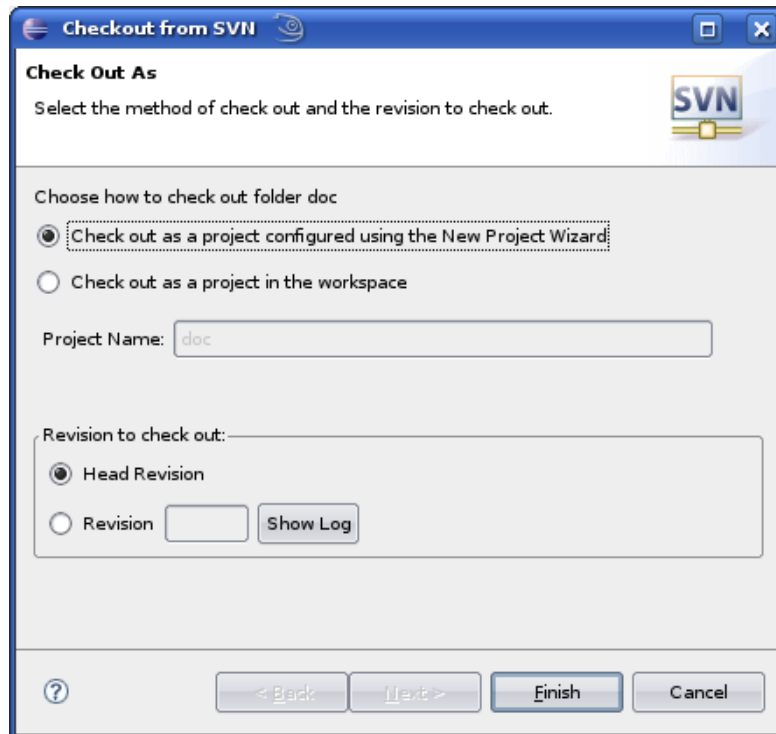 Checkout from SVN
Check Out As
Select the method of check out and the revision to check out.
SVN
Choose how to check out folder doc
Check out as a project configured using the New Project Wizard
Check out as a project in the workspace
Project Name: doc
Revision to check out:
Head Revision
Revision Show Log
? < Back Next > Finish Cancel